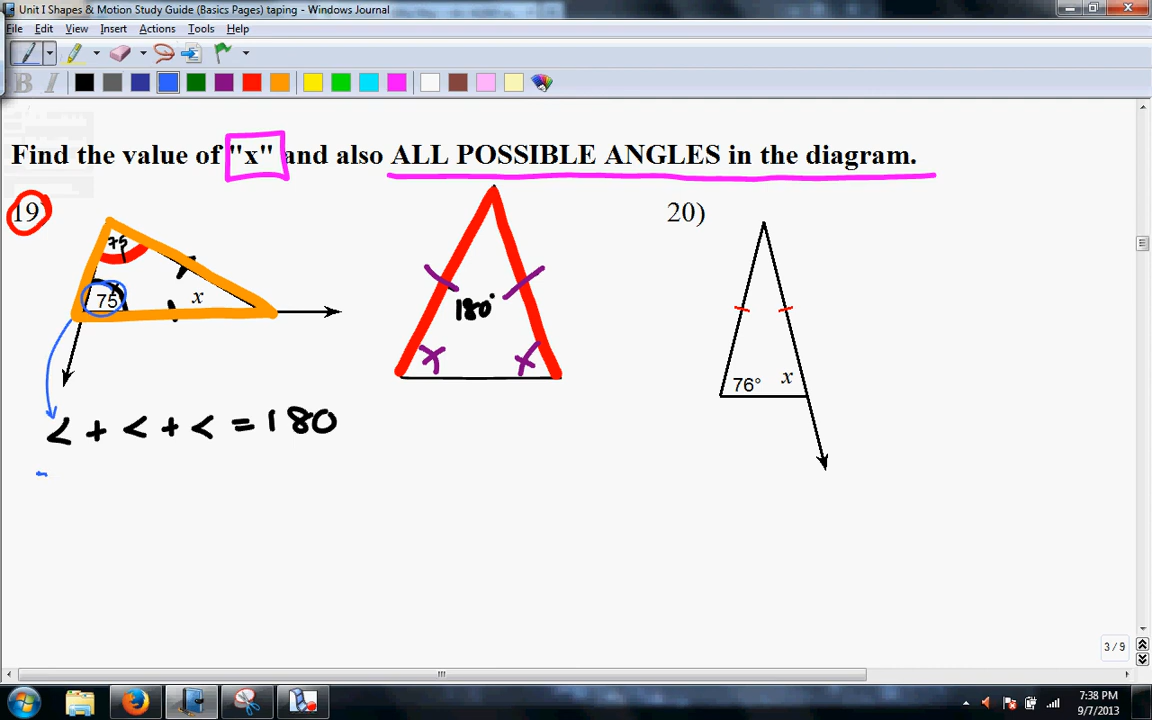 Unit I Shapes & Motion Study Guide (Basics Pages) taping - Windows Journal
File Edit View Insert Actions Tools Help
B I
Find the value of "x" and also ALL POSSIBLE ANGLES in the diagram.
19
20)
75
75
x
180°
76° x
< + < + < = 180
3 / 9
7:38 PM
9/7/2013